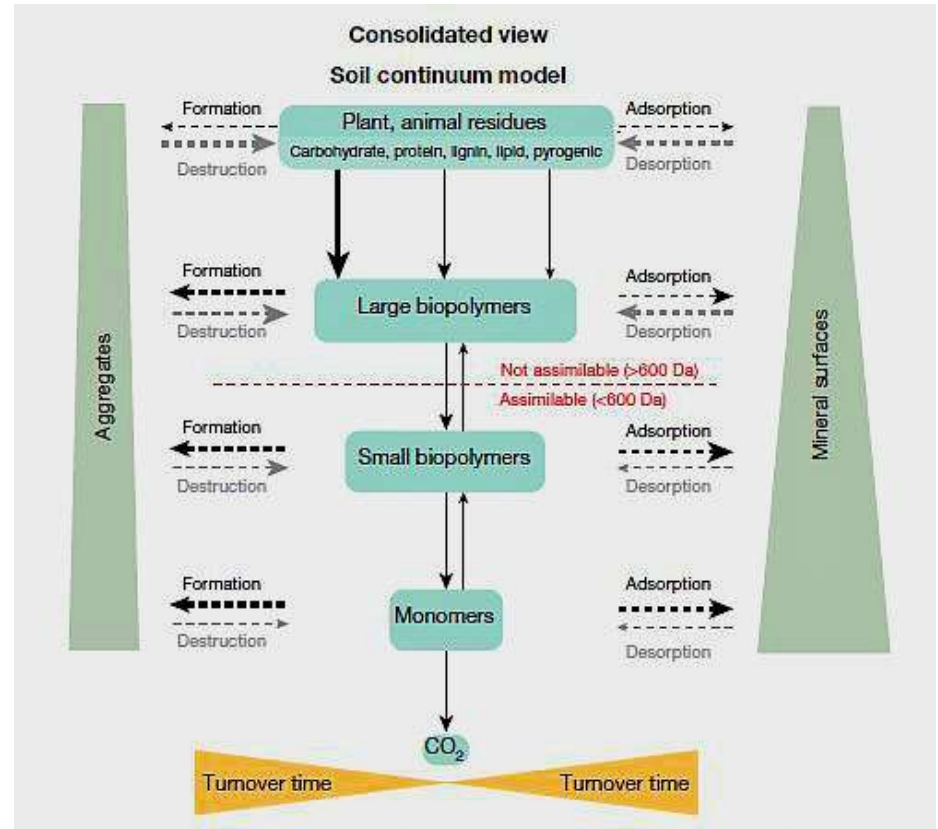 Consolidated view
Soil continuum model
Formation
Plant, animal residues
Adsorption
Carbohydrate, protein, lignin, lipid, pyrogenic
Destruction
Desorption
Formation
Large biopolymers
Adsorption
Destruction
Desorption
Aggregates
Mineral surfaces
Not assimilable (>600 Da)
Assimilable (<600 Da)
Formation
Small biopolymers
Adsorption
Destruction
Desorption
Formation
Monomers
Adsorption
Destruction
Desorption
CO₂
Turnover time
Turnover time